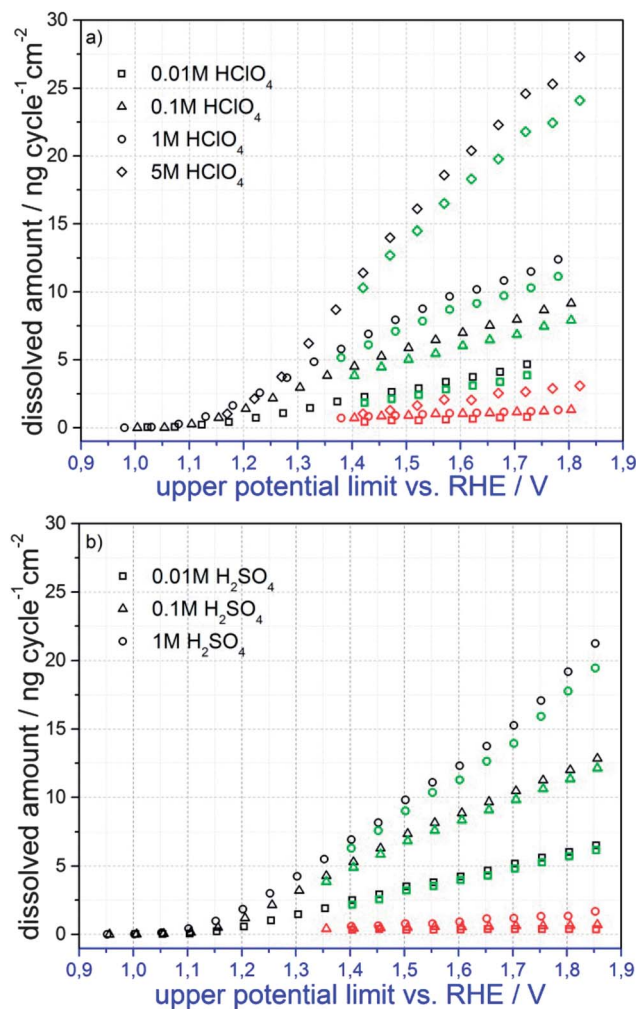 a)
0.01M HClO₄
0.1M HClO₄
1M HClO₄
5M HClO₄
dissolved amount / ng cycle⁻¹cm⁻²
30
25
20
15
10
5
0
0,9 1,0 1,1 1,2 1,3 1,4 1,5 1,6 1,7 1,8 1,9
upper potential limit vs. RHE / V
b)
0.01M H₂SO₄
0.1M H₂SO₄
1M H₂SO₄
dissolved amount / ng cycle⁻¹cm⁻²
30
25
20
15
10
5
0
0,9 1,0 1,1 1,2 1,3 1,4 1,5 1,6 1,7 1,8 1,9
upper potential limit vs. RHE / V